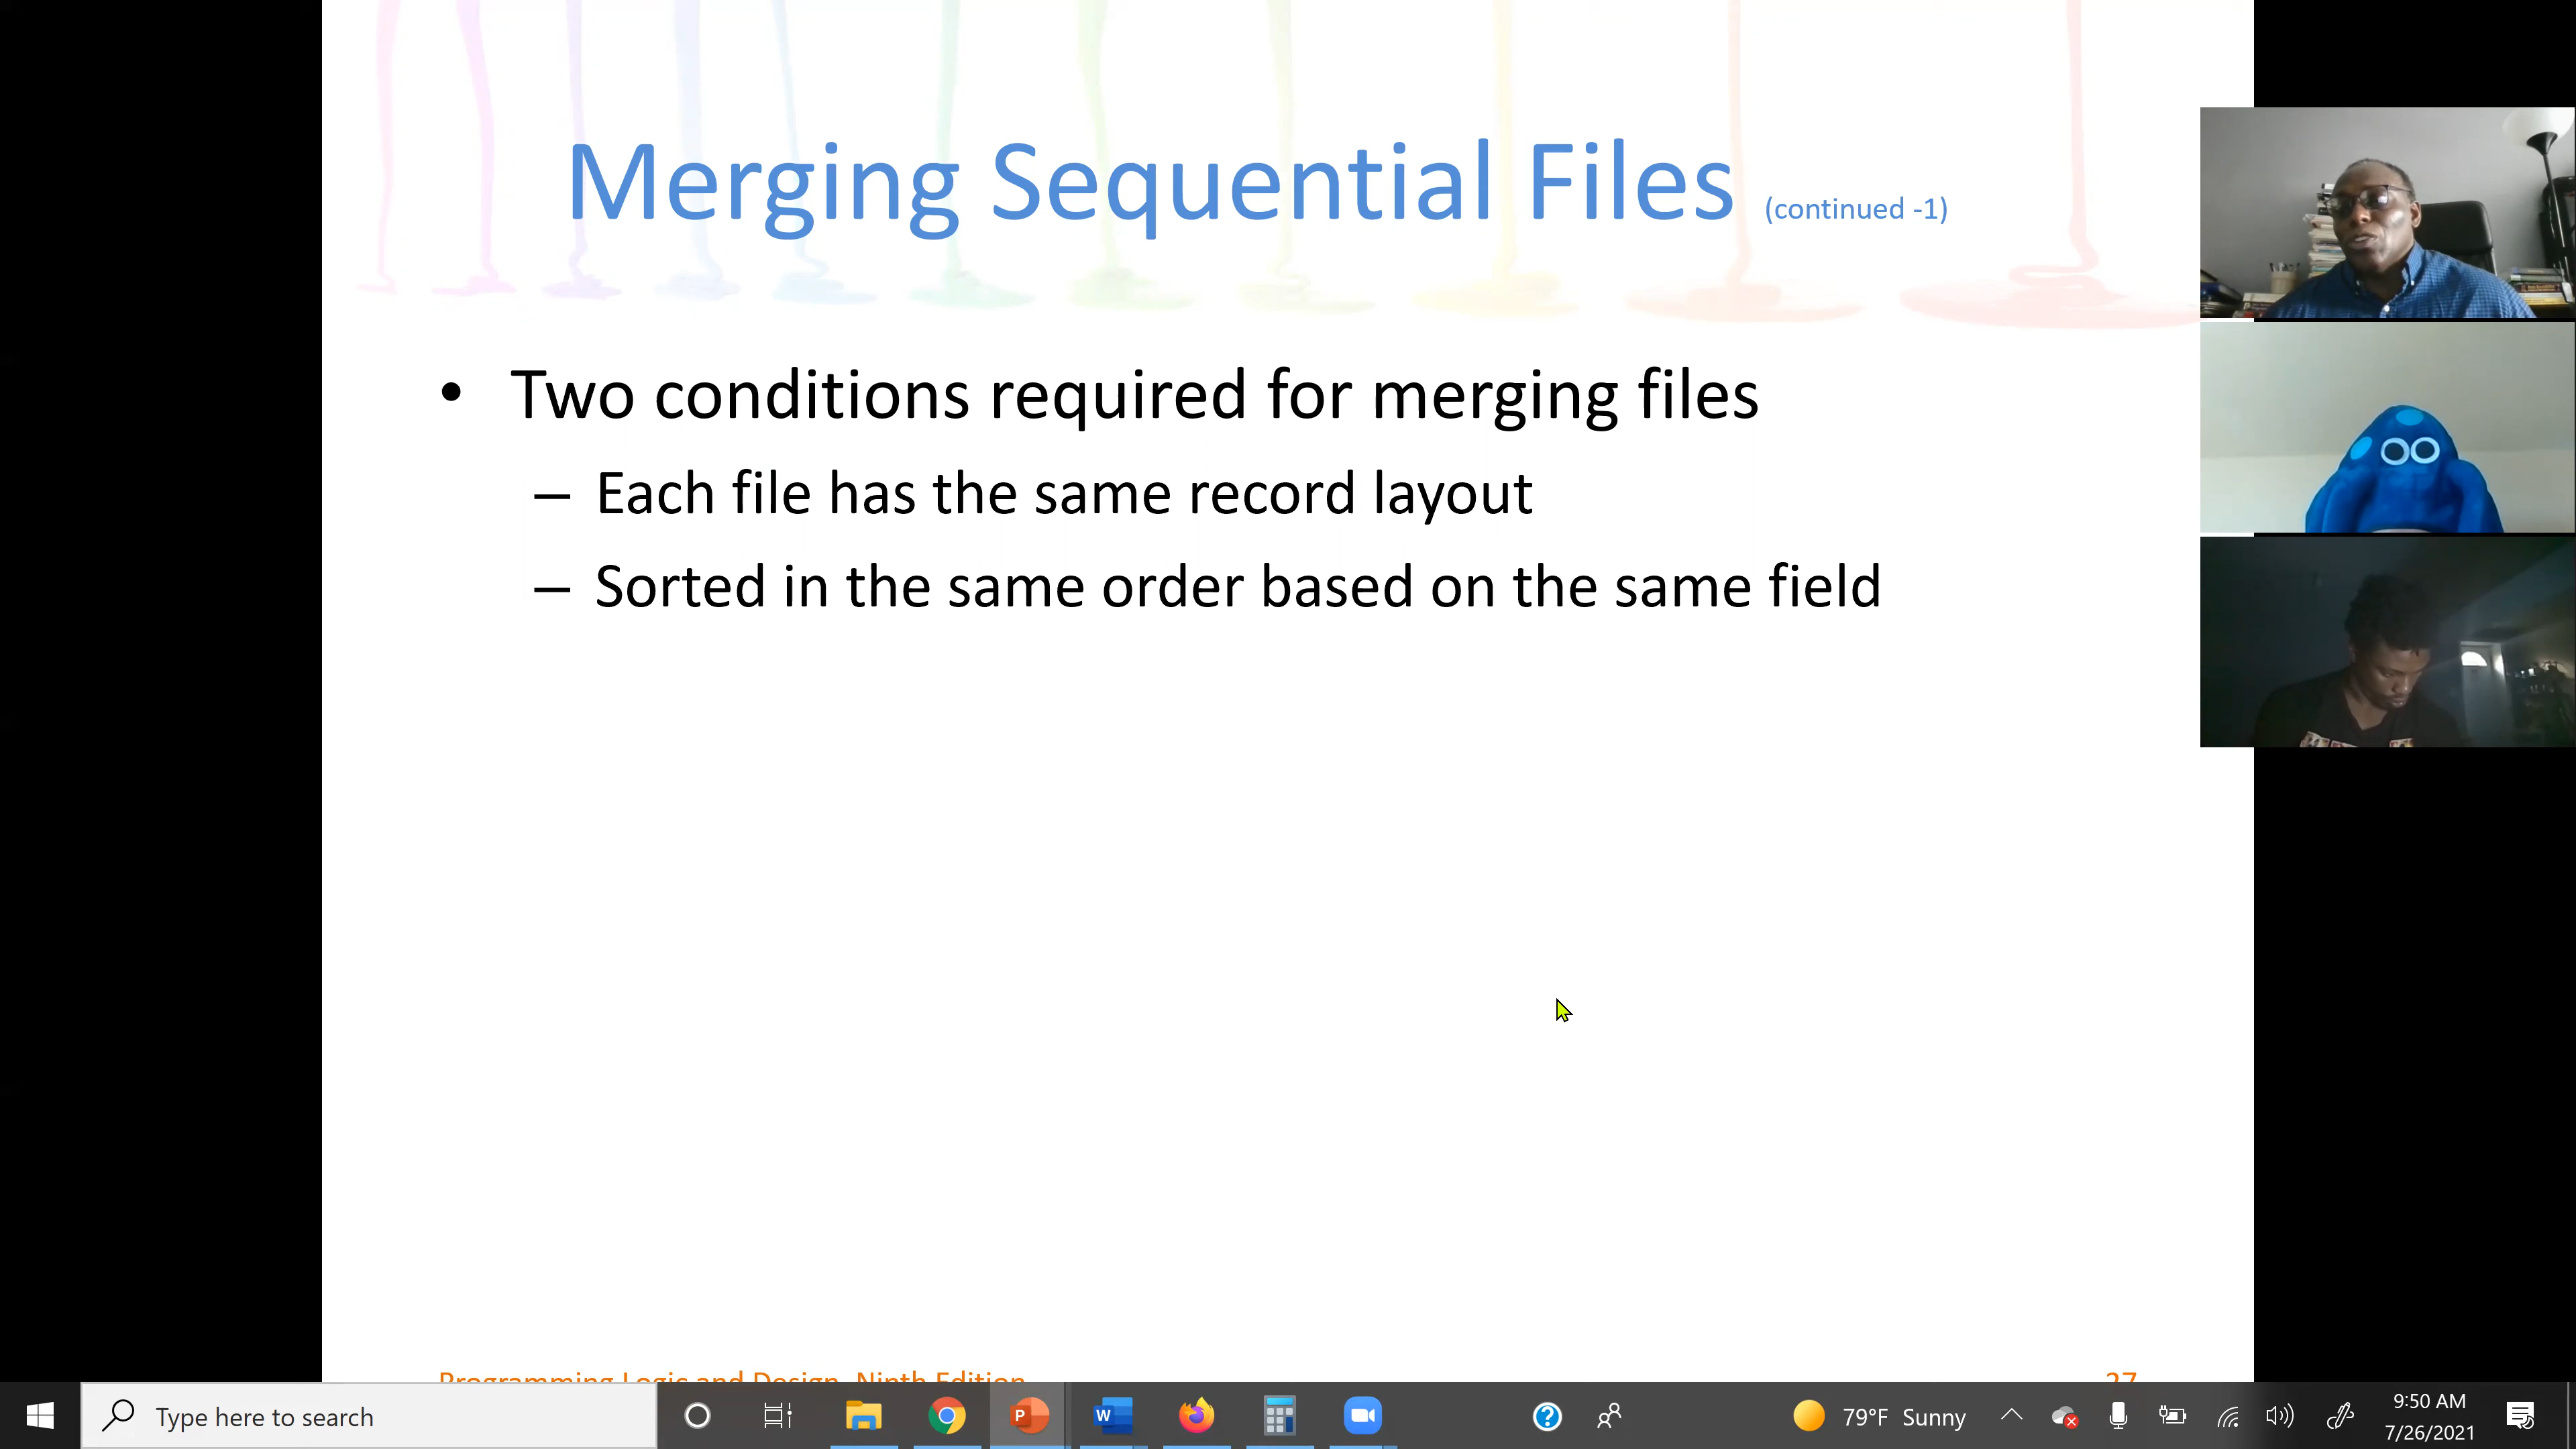 Merging Sequential Files (continued -1)
• Two conditions required for merging files
– Each file has the same record layout
– Sorted in the same order based on the same field
Programming Logic and Design, Ninth Edition
27
Type here to search
P
W
?
79°F Sunny
9:50 AM
7/26/2021